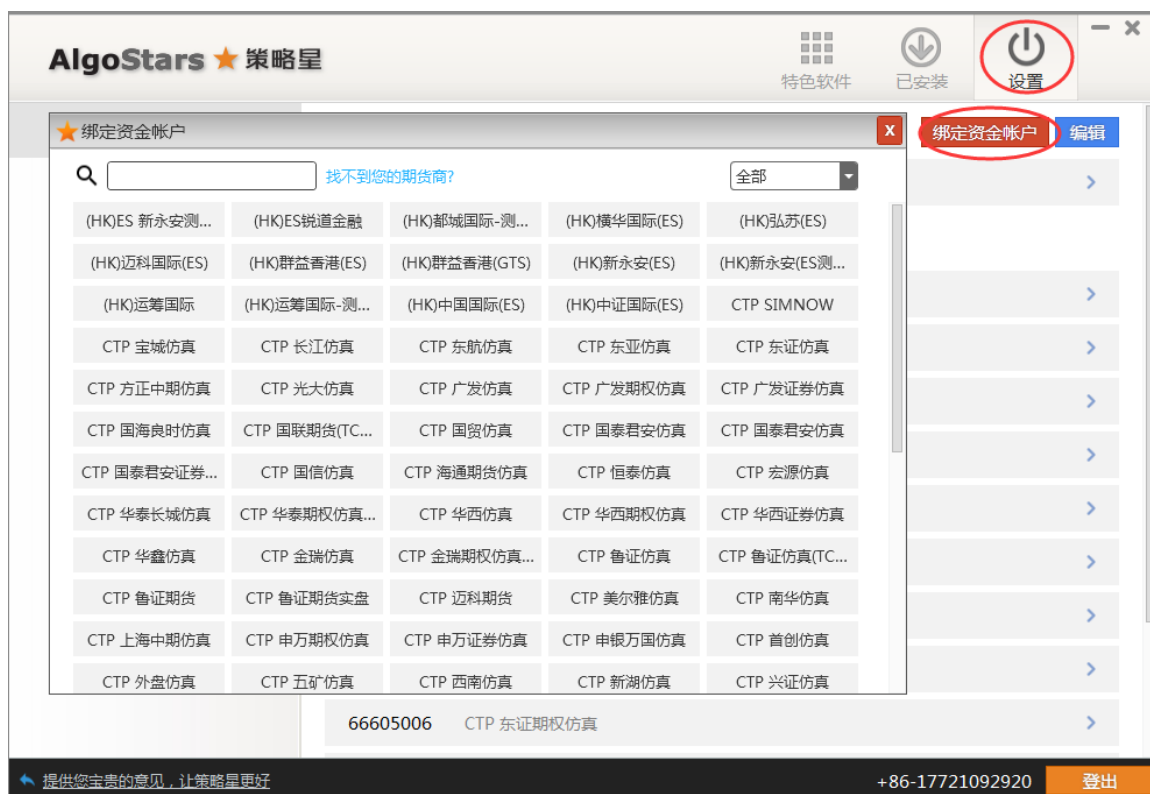 AlgoStars 策略星
特色软件 已安装 设置
绑定资金帐户 X 绑定资金帐户 编辑
找不到您的期货商? 全部
(HK)ES 新永安测... (HK)ES锐道金融 (HK)都城国际-测... (HK)横华国际(ES) (HK)弘苏(ES)
(HK)迈科国际(ES) (HK)群益香港(ES) (HK)群益香港(GTS) (HK)新永安(ES) (HK)新永安(ES测...
(HK)运筹国际 (HK)运筹国际-测... (HK)中国国际(ES) (HK)中证国际(ES) CTP SIMNOW
CTP 宝城仿真 CTP 长江仿真 CTP 东航仿真 CTP 东亚仿真 CTP 东证仿真
CTP 方正中期仿真 CTP 光大仿真 CTP 广发仿真 CTP 广发期权仿真 CTP 广发证券仿真
CTP 国海良时仿真 CTP 国联期货(TC... CTP 国贸仿真 CTP 国泰君安仿真 CTP 国泰君安仿真
CTP 国泰君安证券... CTP 国信仿真 CTP 海通期货仿真 CTP 恒泰仿真 CTP 宏源仿真
CTP 华泰长城仿真 CTP 华泰期权仿真... CTP 华西仿真 CTP 华西期权仿真 CTP 华西证券仿真
CTP 华鑫仿真 CTP 金瑞仿真 CTP 金瑞期权仿真... CTP 鲁证仿真 CTP 鲁证仿真(TC...
CTP 鲁证期货 CTP 鲁证期货实盘 CTP 迈科期货 CTP 美尔雅仿真 CTP 南华仿真
CTP 上海中期仿真 CTP 申万期权仿真 CTP 申万证券仿真 CTP 申银万国仿真 CTP 首创仿真
CTP 外盘仿真 CTP 五矿仿真 CTP 西南仿真 CTP 新湖仿真 CTP 兴证仿真
66605006 CTP 东证期权仿真
提供您宝贵的意见，让策略星更好 +86-17721092920 登出